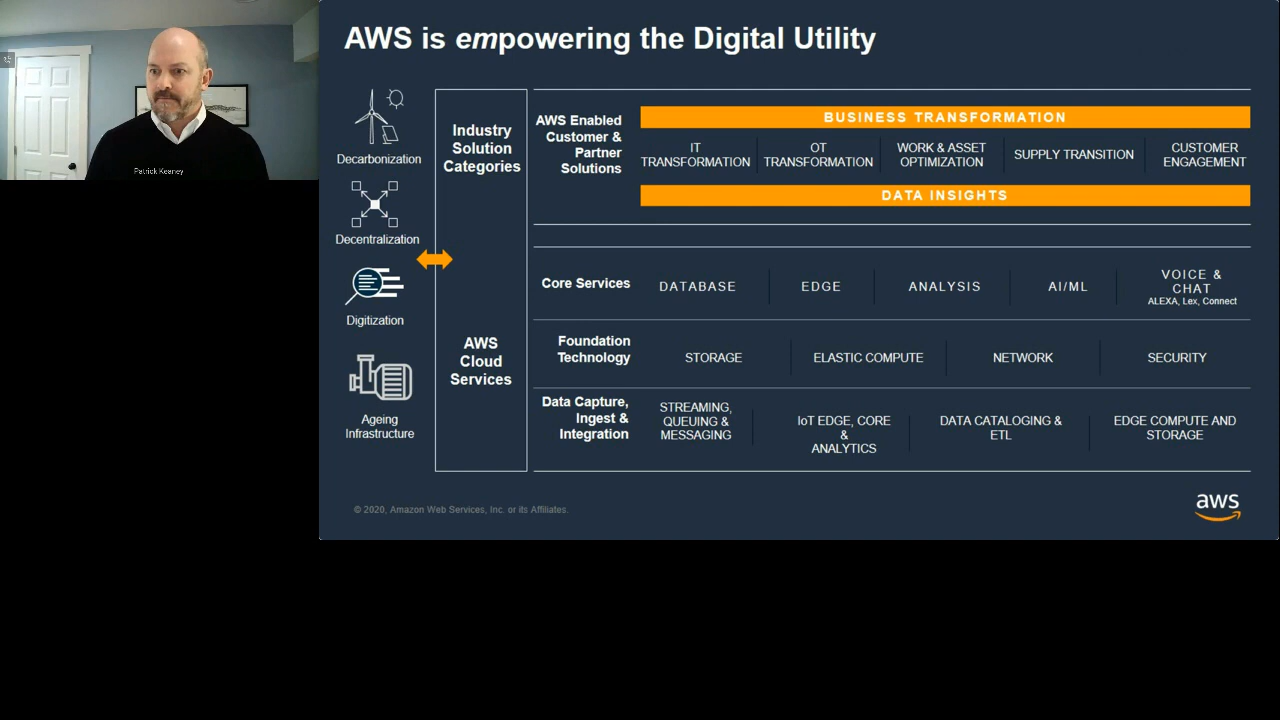 AWS is empowering the Digital Utility
Patrick Keaney
Decarbonization
Decentralization
Digitization
Ageing
Infrastructure
Industry
Solution
Categories
AWS
Cloud
Services
AWS Enabled
Customer &
Partner
Solutions
BUSINESS TRANSFORMATION
IT
TRANSFORMATION
OT
TRANSFORMATION
WORK & ASSET
OPTIMIZATION
SUPPLY TRANSITION
CUSTOMER
ENGAGEMENT
DATA INSIGHTS
Core Services
DATABASE
EDGE
ANALYSIS
AI/ML
VOICE &
CHAT
ALEXA, Lex, Connect
Foundation
Technology
STORAGE
ELASTIC COMPUTE
NETWORK
SECURITY
Data Capture,
Ingest &
Integration
STREAMING,
QUEUING &
MESSAGING
IoT EDGE, CORE
&
ANALYTICS
DATA CATALOGING &
ETL
EDGE COMPUTE AND
STORAGE
© 2020, Amazon Web Services, Inc. or its Affiliates.
aws